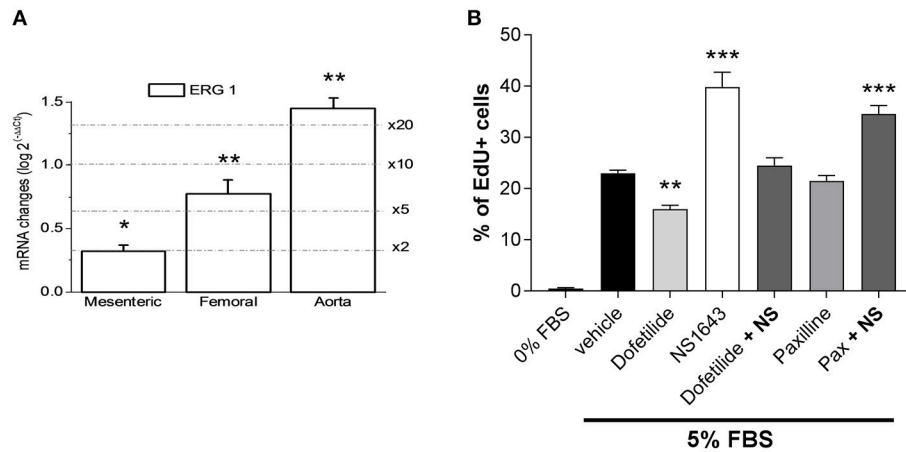 A
ERG 1
mRNA changes (log 2^(-ΔΔCt))
1.5
1.0
0.5
0.0
**
**
*
x20
x10
x5
x2
Mesenteric Femoral Aorta
B
% of EdU+ cells
50
40
30
20
10
0
***
**
***
0% FBS
vehicle
Dofetilide
NS1643
Dofetilide + NS
Paxilline
Pax + NS
5% FBS